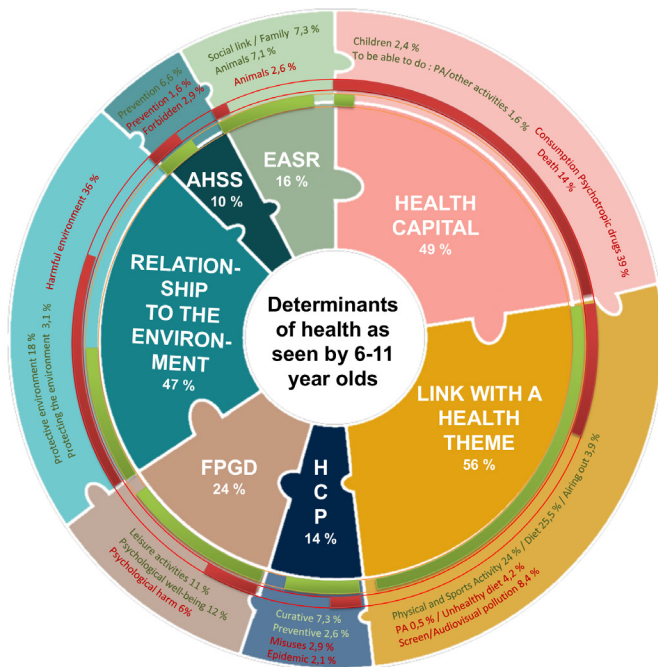 Determinants
of health as
seen by 6-11
year olds
HEALTH
CAPITAL
49 %
Children 2,4 %
To be able to do : PA/other activities 1,6 %
Consumption Psychotropic drugs 39 %
Death 14 %
LINK WITH A
HEALTH
THEME
56 %
Physical and Sports Activity 24 % / Diet 25,5 % / Airing out 3,9 %
PA 0,5 % / Unhealthy diet 4,2 %
Screen/Audiovisual pollution 8,4 %
H
C
P
14 %
Curative 7,3 %
Preventive 2,6 %
Misuses 2,9 %
Epidemic 2,1 %
FPGD
24 %
Leisure activities 11 %
Psychological well-being 12 %
Psychological harm 6%
RELATION-
SHIP
TO THE
ENVIRON-
MENT
47 %
Harmful environment 36 %
Protective environment 18 %
Protecting the environment 3,1 %
AHSS
10 %
Prevention 6,6 %
Prevention 1,6 %
Forbidden 2,9 %
EASR
16 %
Social link / Family 7,3 %
Animals 7,1 %
Animals 2,6 %